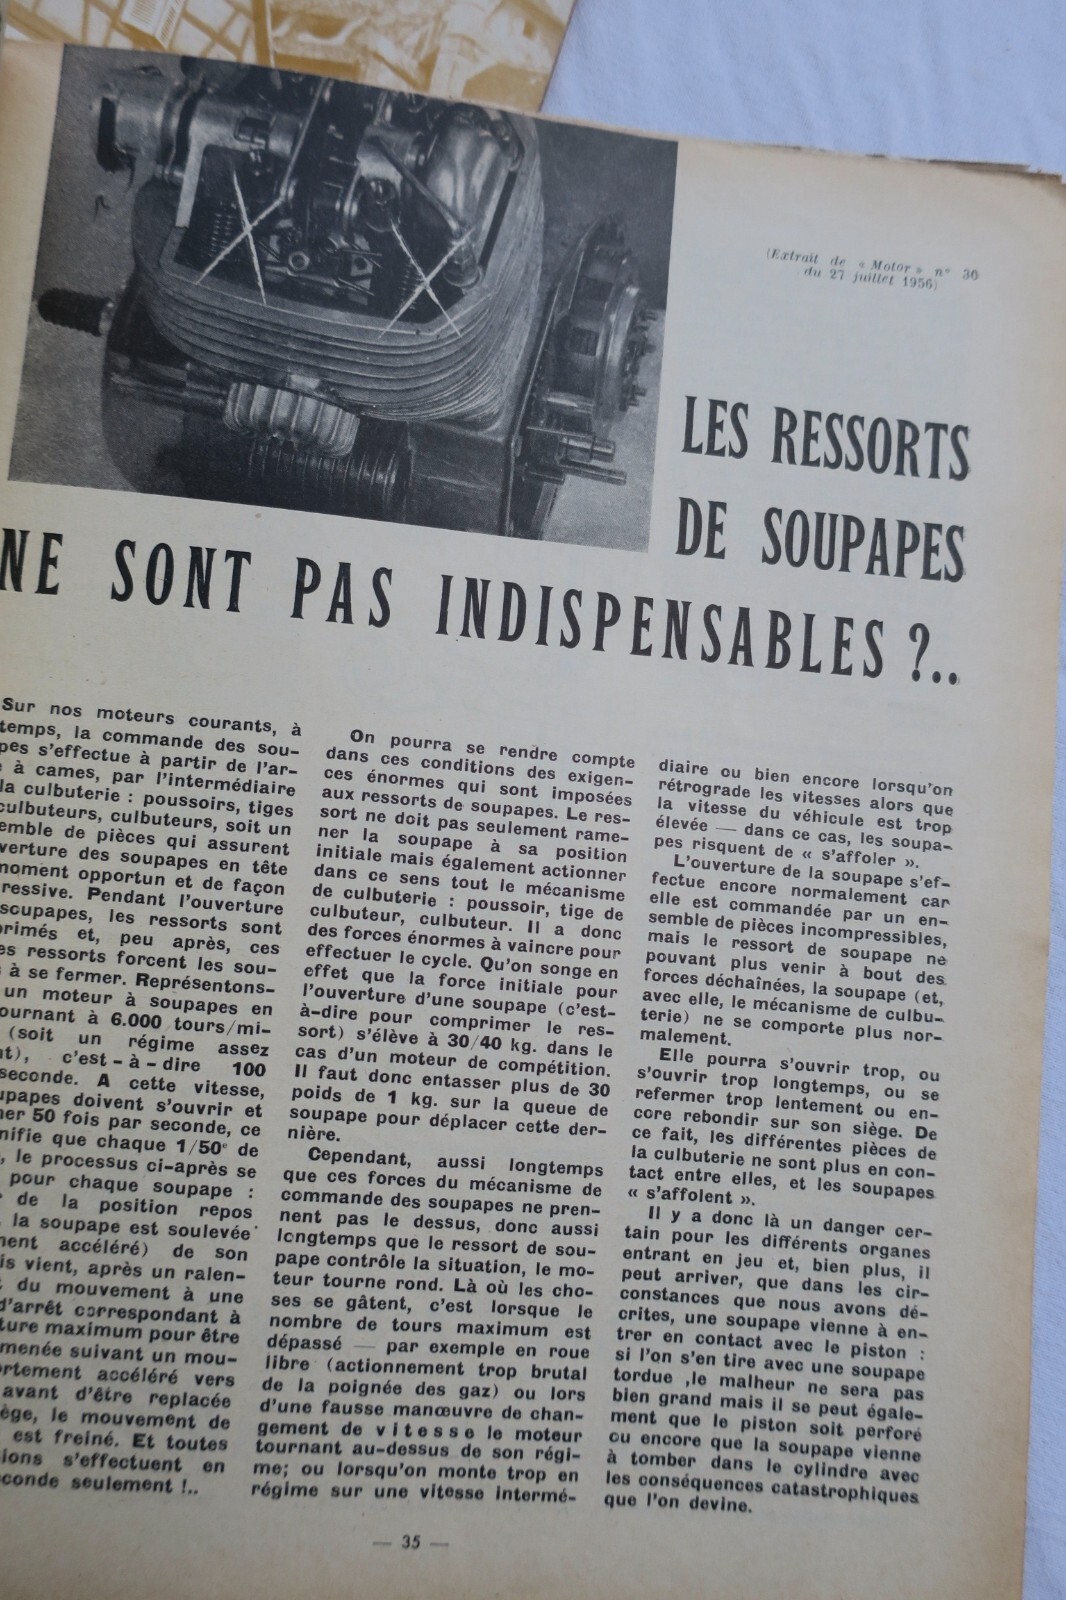 (Extrait de « Motor » n° 30
du 27 juillet 1956)
LES RESSORTS
DE SOUPAPES
NE SONT PAS INDISPENSABLES ?..
Sur nos moteurs courants, à
temps, la commande des sou-
pes s'effectue à partir de l'ar-
à cames, par l'intermédiaire
la culbuterie : poussoirs, tiges
culbuteurs, culbuteurs, soit un
emble de pièces qui assurent
verture des soupapes en tête
moment opportun et de façon
ressive. Pendant l'ouverture
soupapes, les ressorts sont
primés et, peu après, ces
es ressorts forcent les sou-
à se fermer. Représentons-
un moteur à soupapes en
ournant à 6.000 tours/mi-
(soit un régime assez
nt), c'est - à - dire 100
seconde. A cette vitesse,
upapes doivent s'ouvrir et
mer 50 fois par seconde, ce
nifie que chaque 1/50e de
, le processus ci-après se
pour chaque soupape :
de la position repos
, la soupape est soulevée
ment accéléré) de son
is vient, après un ralen-
du mouvement à une
d'arrêt correspondant à
ture maximum pour être
menée suivant un mou-
ortement accéléré vers
avant d'être replacée
ège, le mouvement de
est freiné. Et toutes
ions s'effectuent en
conde seulement !..
On pourra se rendre compte
dans ces conditions des exigen-
ces énormes qui sont imposées
aux ressorts de soupapes. Le res-
sort ne doit pas seulement rame-
ner la soupape à sa position
initiale mais également actionner
dans ce sens tout le mécanisme
de culbuterie : poussoir, tige de
culbuteur, culbuteur. Il a donc
des forces énormes à vaincre pour
effectuer le cycle. Qu'on songe en
effet que la force initiale pour
l'ouverture d'une soupape (c'est-
à-dire pour comprimer le res-
sort) s'élève à 30/40 kg. dans le
cas d'un moteur de compétition.
Il faut donc entasser plus de 30
poids de 1 kg. sur la queue de
soupape pour déplacer cette der-
nière.
Cependant, aussi longtemps
que ces forces du mécanisme de
commande des soupapes ne pren-
nent pas le dessus, donc aussi
longtemps que le ressort de sou-
pape contrôle la situation, le mo-
teur tourne rond. Là où les cho-
ses se gâtent, c'est lorsque le
nombre de tours maximum est
dépassé — par exemple en roue
libre (actionnement trop brutal
de la poignée des gaz) ou lors
d'une fausse manœuvre de chan-
gement de vitesse le moteur
tournant au-dessus de son régi-
me; ou lorsqu'on monte trop en
régime sur une vitesse intermé-
diaire ou bien encore lorsqu'on
rétrograde les vitesses alors que
la vitesse du véhicule est trop
élevée — dans ce cas, les soupa-
pes risquent de « s'affoler ».
L'ouverture de la soupape s'ef-
fectue encore normalement car
elle est commandée par un en-
semble de pièces incompressibles,
mais le ressort de soupape ne
pouvant plus venir à bout des
forces déchaînées, la soupape (et,
avec elle, le mécanisme de culbu-
terie) ne se comporte plus nor-
malement.
Elle pourra s'ouvrir trop, ou
s'ouvrir trop longtemps, ou se
refermer trop lentement ou en-
core rebondir sur son siège. De
ce fait, les différentes pièces de
la culbuterie ne sont plus en con-
tact entre elles, et les soupapes
« s'affolent ».
Il y a donc là un danger cer-
tain pour les différents organes
entrant en jeu et, bien plus, il
peut arriver, que dans les cir-
constances que nous avons dé-
crites, une soupape vienne à en-
trer en contact avec le piston :
si l'on s'en tire avec une soupape
tordue ,le malheur ne sera pas
bien grand mais il se peut égale-
ment que le piston soit perforé
ou encore que la soupape vienne
à tomber dans le cylindre avec
les conséquences catastrophiques
que l'on devine.
— 35 —